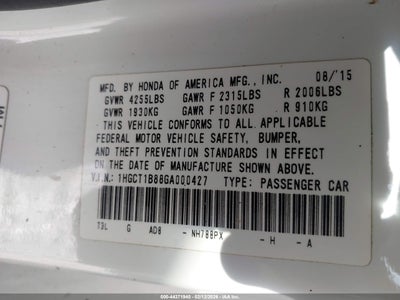 MFD. BY HONDA OF AMERICA MFG., INC. 08/'15
GVWR 4255LBS GAWR F 2315LBS R 2006LBS
GVWR 1930KG GAWR F 1050KG R 910KG
THIS VEHICLE CONFORMS TO ALL APPLICABLE
FEDERAL MOTOR VEHICLE SAFETY, BUMPER,
AND THEFT PREVENTION STANDARDS IN EFFECT
ON THE DATE OF MANUFACTURE SHOWN ABOVE.
V.I.N.: 1HGCT1B88GA000427 TYPE: PASSENGER CAR
T3L G AD8 - NH788PX - H - A